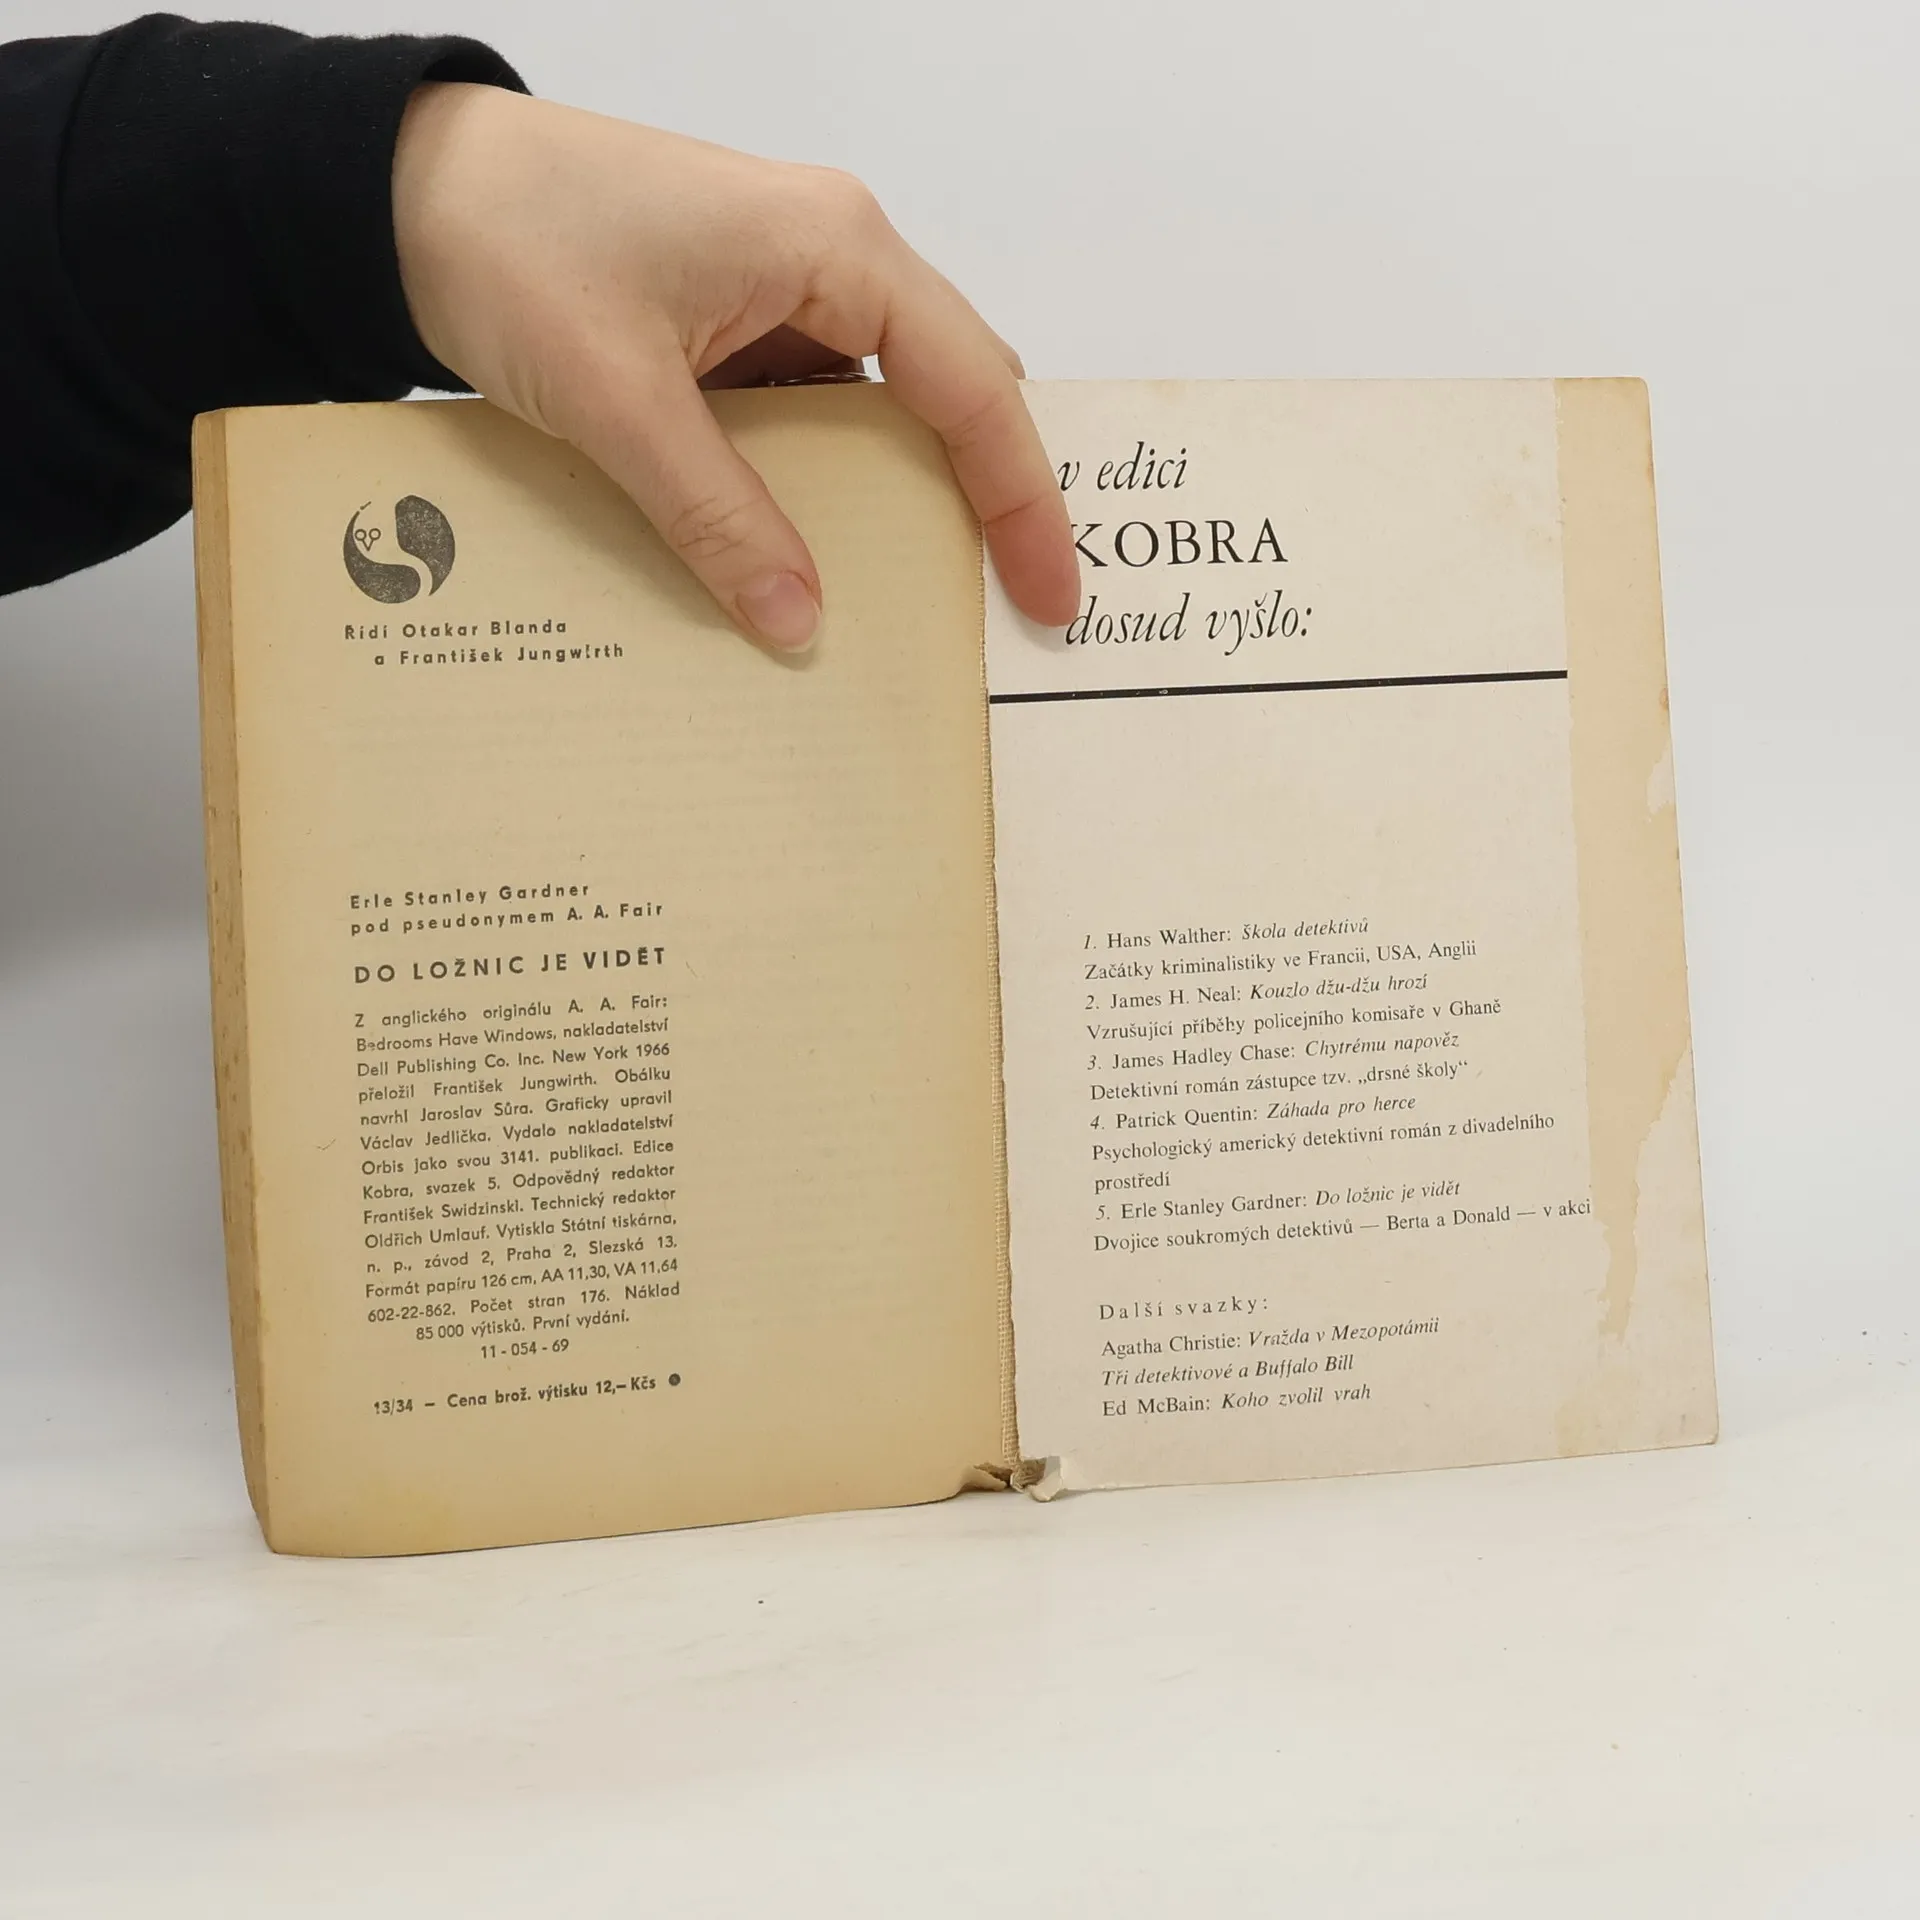 Řídí Otakar Blanda
a František Jungwirth
Erle Stanley Gardner
pod pseudonymem A. A. Fair
DO LOŽNIC JE VIDĚT
Z anglického originálu A. A. Fair:
Bedrooms Have Windows, nakladatelství
Dell Publishing Co. Inc. New York 1966
přeložil František Jungwirth. Obálku
navrhl Jaroslav Sůra. Graficky upravil
Václav Jedlička. Vydalo nakladatelství
Orbis jako svou 3141. publikaci. Edice
Kobra, svazek 5. Odpovědný redaktor
František Swidzinski. Technický redaktor
Oldřich Umlauf. Vytiskla Státní tiskárna,
n. p., závod 2, Praha 2, Slezská 13.
Formát papíru 126 cm, AA 11,30, VA 11,64
602-22-862. Počet stran 176. Náklad
85 000 výtisků. První vydání.
11 - 054 - 69
13/34 — Cena brož. výtisku 12,— Kčs ●
v edici
KOBRA
dosud vyšlo:
1. Hans Walther: Škola detektivů
Začátky kriminalistiky ve Francii, USA, Anglii
2. James H. Neal: Kouzlo džu-džu hrozí
Vzrušující příběhy policejního komisaře v Ghaně
3. James Hadley Chase: Chytrému napověz
Detektivní román zástupce tzv. „drsné školy“
4. Patrick Quentin: Záhada pro herce
Psychologický americký detektivní román z divadelního
prostředí
5. Erle Stanley Gardner: Do ložnic je vidět
Dvojice soukromých detektivů — Berta a Donald — v akci
Další svazky:
Agatha Christie: Vražda v Mezopotámii
Tři detektivové a Buffalo Bill
Ed McBain: Koho zvolil vrah